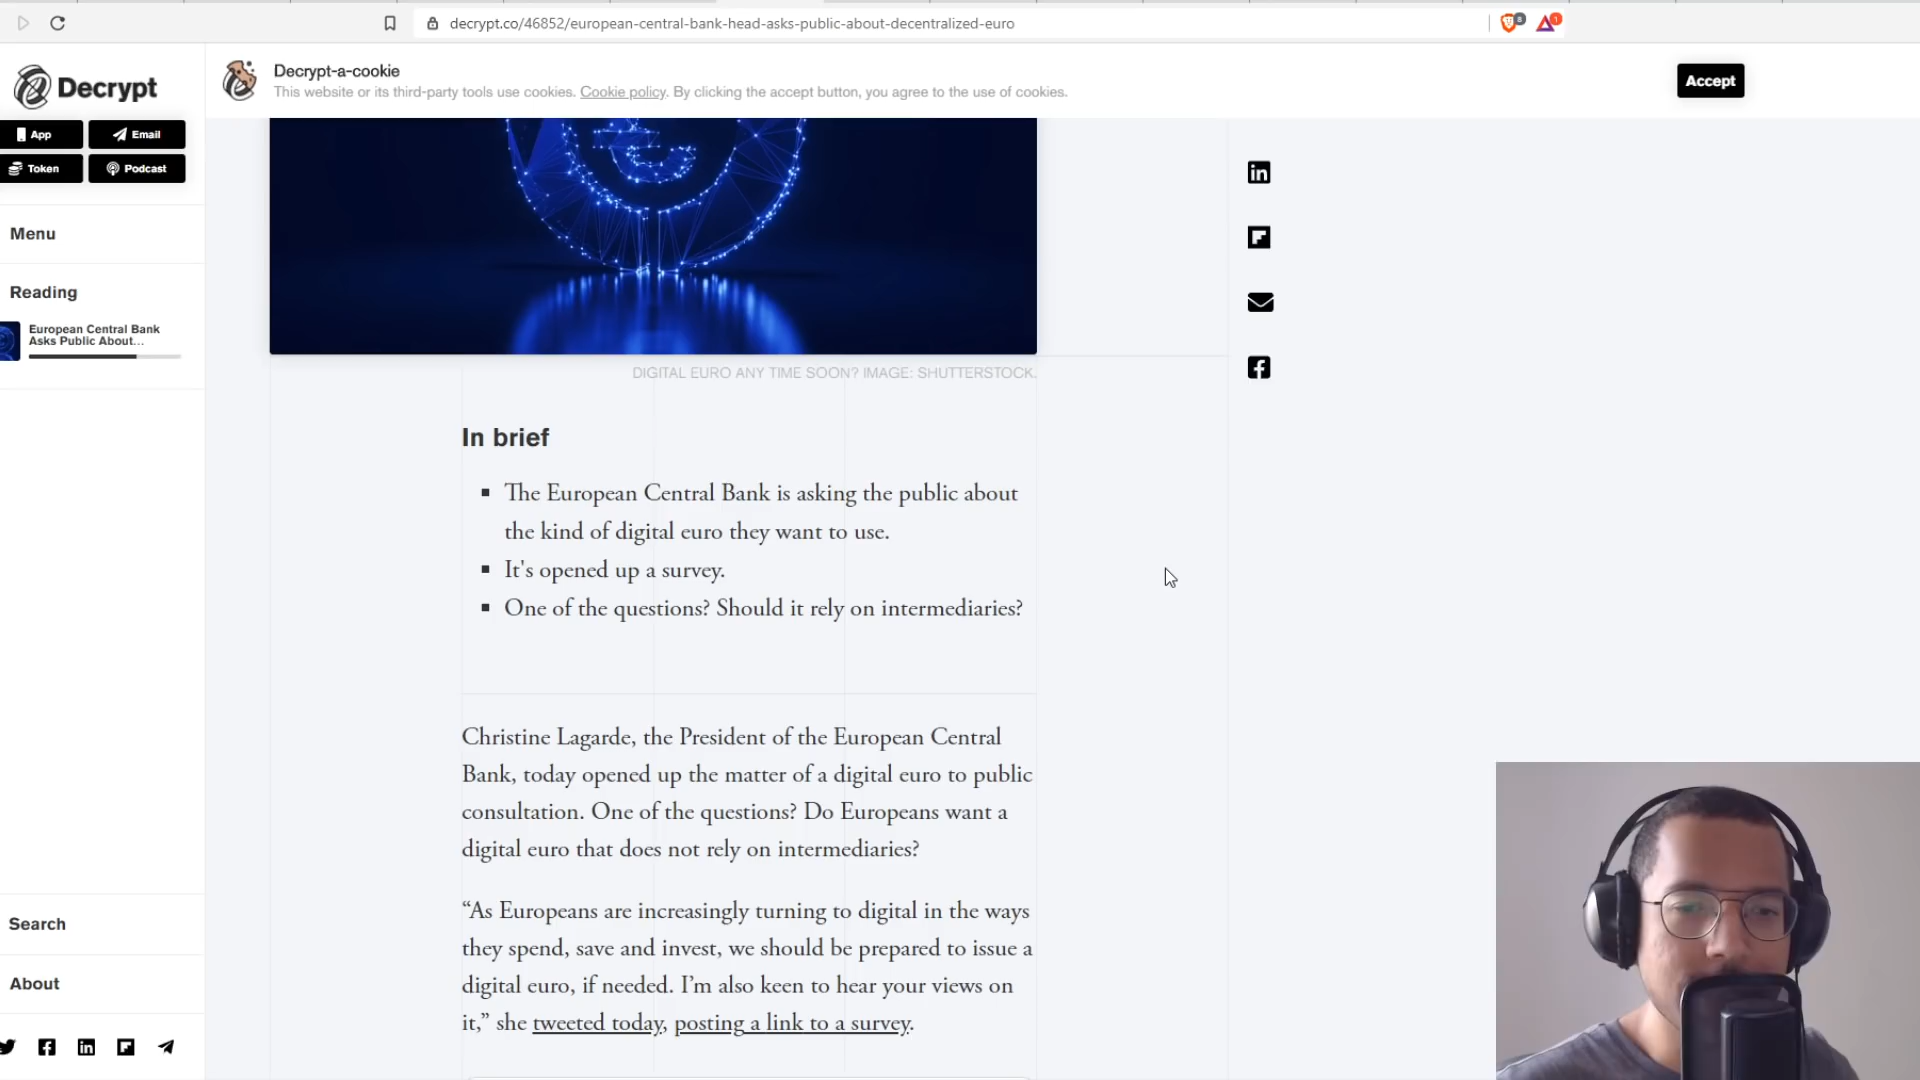 decrypt.co/46852/european-central-bank-head-asks-public-about-decentralized-euro
8
1
Decrypt
App
Email
Token
Podcast
Menu
Reading
European Central Bank
Asks Public About...
Search
About
Decrypt-a-cookie
This website or its third-party tools use cookies. Cookie policy. By clicking the accept button, you agree to the use of cookies.
Accept
DIGITAL EURO ANY TIME SOON? IMAGE: SHUTTERSTOCK.
In brief
The European Central Bank is asking the public about
the kind of digital euro they want to use.
It's opened up a survey.
One of the questions? Should it rely on intermediaries?
Christine Lagarde, the President of the European Central
Bank, today opened up the matter of a digital euro to public
consultation. One of the questions? Do Europeans want a
digital euro that does not rely on intermediaries?
“As Europeans are increasingly turning to digital in the ways
they spend, save and invest, we should be prepared to issue a
digital euro, if needed. I’m also keen to hear your views on
it,” she tweeted today, posting a link to a survey.